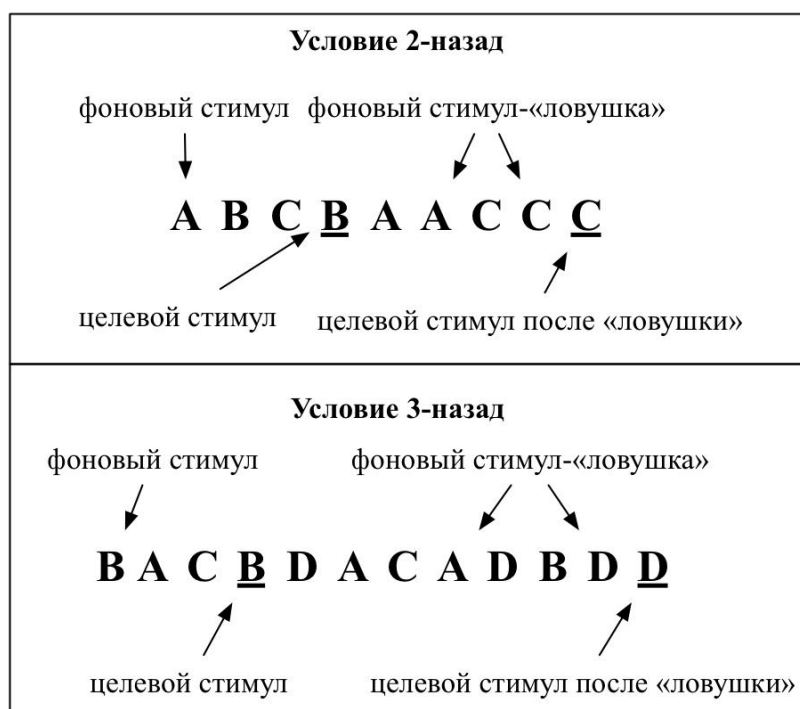 Условие 2-назад
фоновый стимул фоновый стимул-«ловушка»
A B C B A A C C C
целевой стимул целевой стимул после «ловушки»
Условие 3-назад
фоновый стимул фоновый стимул-«ловушка»
B A C B D A C A D B D D
целевой стимул целевой стимул после «ловушки»